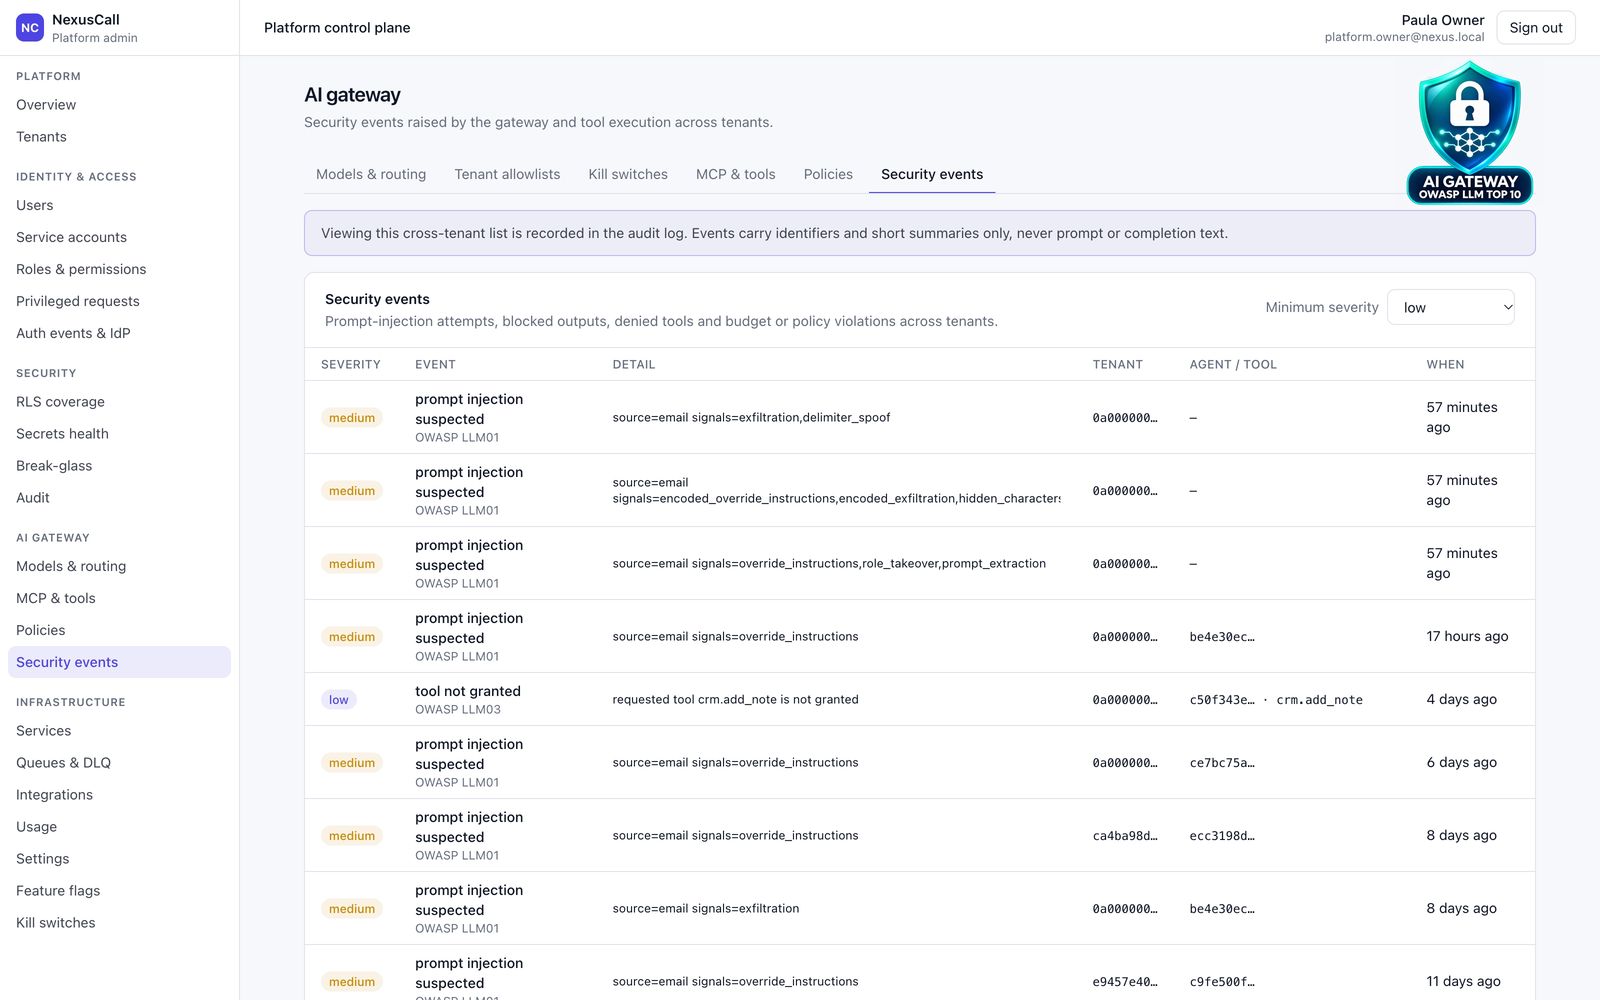 NC
NexusCall
Platform admin
Platform control plane
Paula Owner
platform.owner@nexus.local
Sign out
PLATFORM
Overview
Tenants
IDENTITY & ACCESS
Users
Service accounts
Roles & permissions
Privileged requests
Auth events & IdP
SECURITY
RLS coverage
Secrets health
Break-glass
Audit
AI GATEWAY
Models & routing
MCP & tools
Policies
Security events
INFRASTRUCTURE
Services
Queues & DLQ
Integrations
Usage
Settings
Feature flags
Kill switches
AI gateway
Security events raised by the gateway and tool execution across tenants.
AI GATEWAY
OWASP LLM TOP 10
Models & routing Tenant allowlists Kill switches MCP & tools Policies Security events
Viewing this cross-tenant list is recorded in the audit log. Events carry identifiers and short summaries only, never prompt or completion text.
Security events
Prompt-injection attempts, blocked outputs, denied tools and budget or policy violations across tenants.
Minimum severity low
SEVERITY EVENT DETAIL TENANT AGENT / TOOL WHEN
medium
prompt injection
suspected
OWASP LLM01
source=email signals=exfiltration,delimiter_spoof
0a000000…
—
57 minutes
ago
medium
prompt injection
suspected
OWASP LLM01
source=email
signals=encoded_override_instructions,encoded_exfiltration,hidden_characters
0a000000…
—
57 minutes
ago
medium
prompt injection
suspected
OWASP LLM01
source=email signals=override_instructions,role_takeover,prompt_extraction
0a000000…
—
57 minutes
ago
medium
prompt injection
suspected
OWASP LLM01
source=email signals=override_instructions
0a000000…
be4e30ec…
17 hours ago
low
tool not granted
OWASP LLM03
requested tool crm.add_note is not granted
0a000000…
c50f343e… · crm.add_note
4 days ago
medium
prompt injection
suspected
OWASP LLM01
source=email signals=override_instructions
0a000000…
ce7bc75a…
6 days ago
medium
prompt injection
suspected
OWASP LLM01
source=email signals=override_instructions
ca4ba98d…
ecc3198d…
8 days ago
medium
prompt injection
suspected
OWASP LLM01
source=email signals=exfiltration
0a000000…
be4e30ec…
8 days ago
medium
prompt injection
suspected
OWASP LLM01
source=email signals=override_instructions
e9457e40…
c9fe500f…
11 days ago